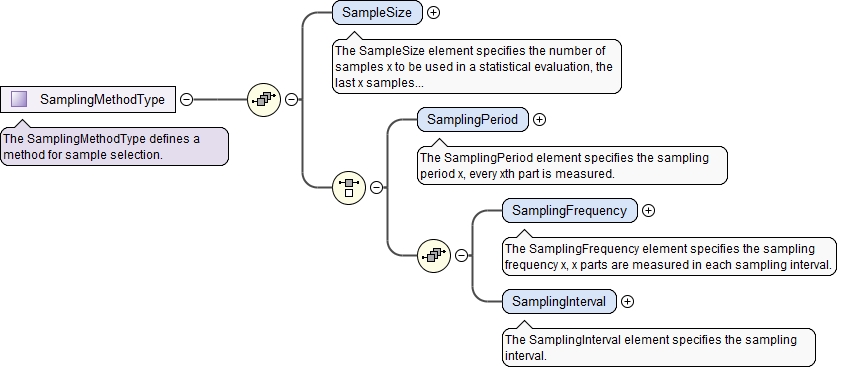 SampleSize
The SampleSize element specifies the number of
samples x to be used in a statistical evaluation, the
last x samples...
SamplingMethodType
The SamplingMethodType defines a
method for sample selection.
SamplingPeriod
The SamplingPeriod element specifies the sampling
period x, every xth part is measured.
SamplingFrequency
The SamplingFrequency element specifies the sampling
frequency x, x parts are measured in each sampling interval.
SamplingInterval
The SamplingInterval element specifies the sampling
interval.